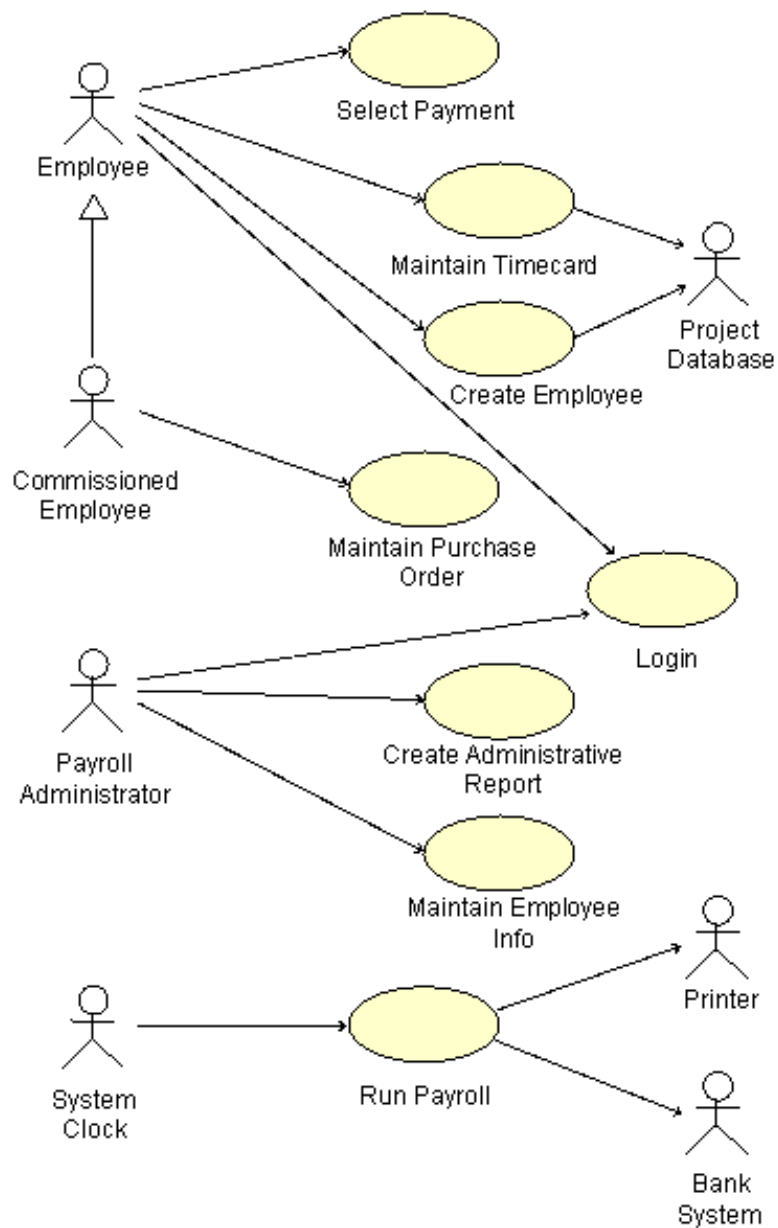 Select Payment
Employee
Maintain Timecard
Project
Database
Create Employee
Commissioned
Employee
Maintain Purchase
Order
Login
Payroll
Administrator
Create Administrative
Report
Maintain Employee
Info
Printer
System
Clock
Run Payroll
Bank
System